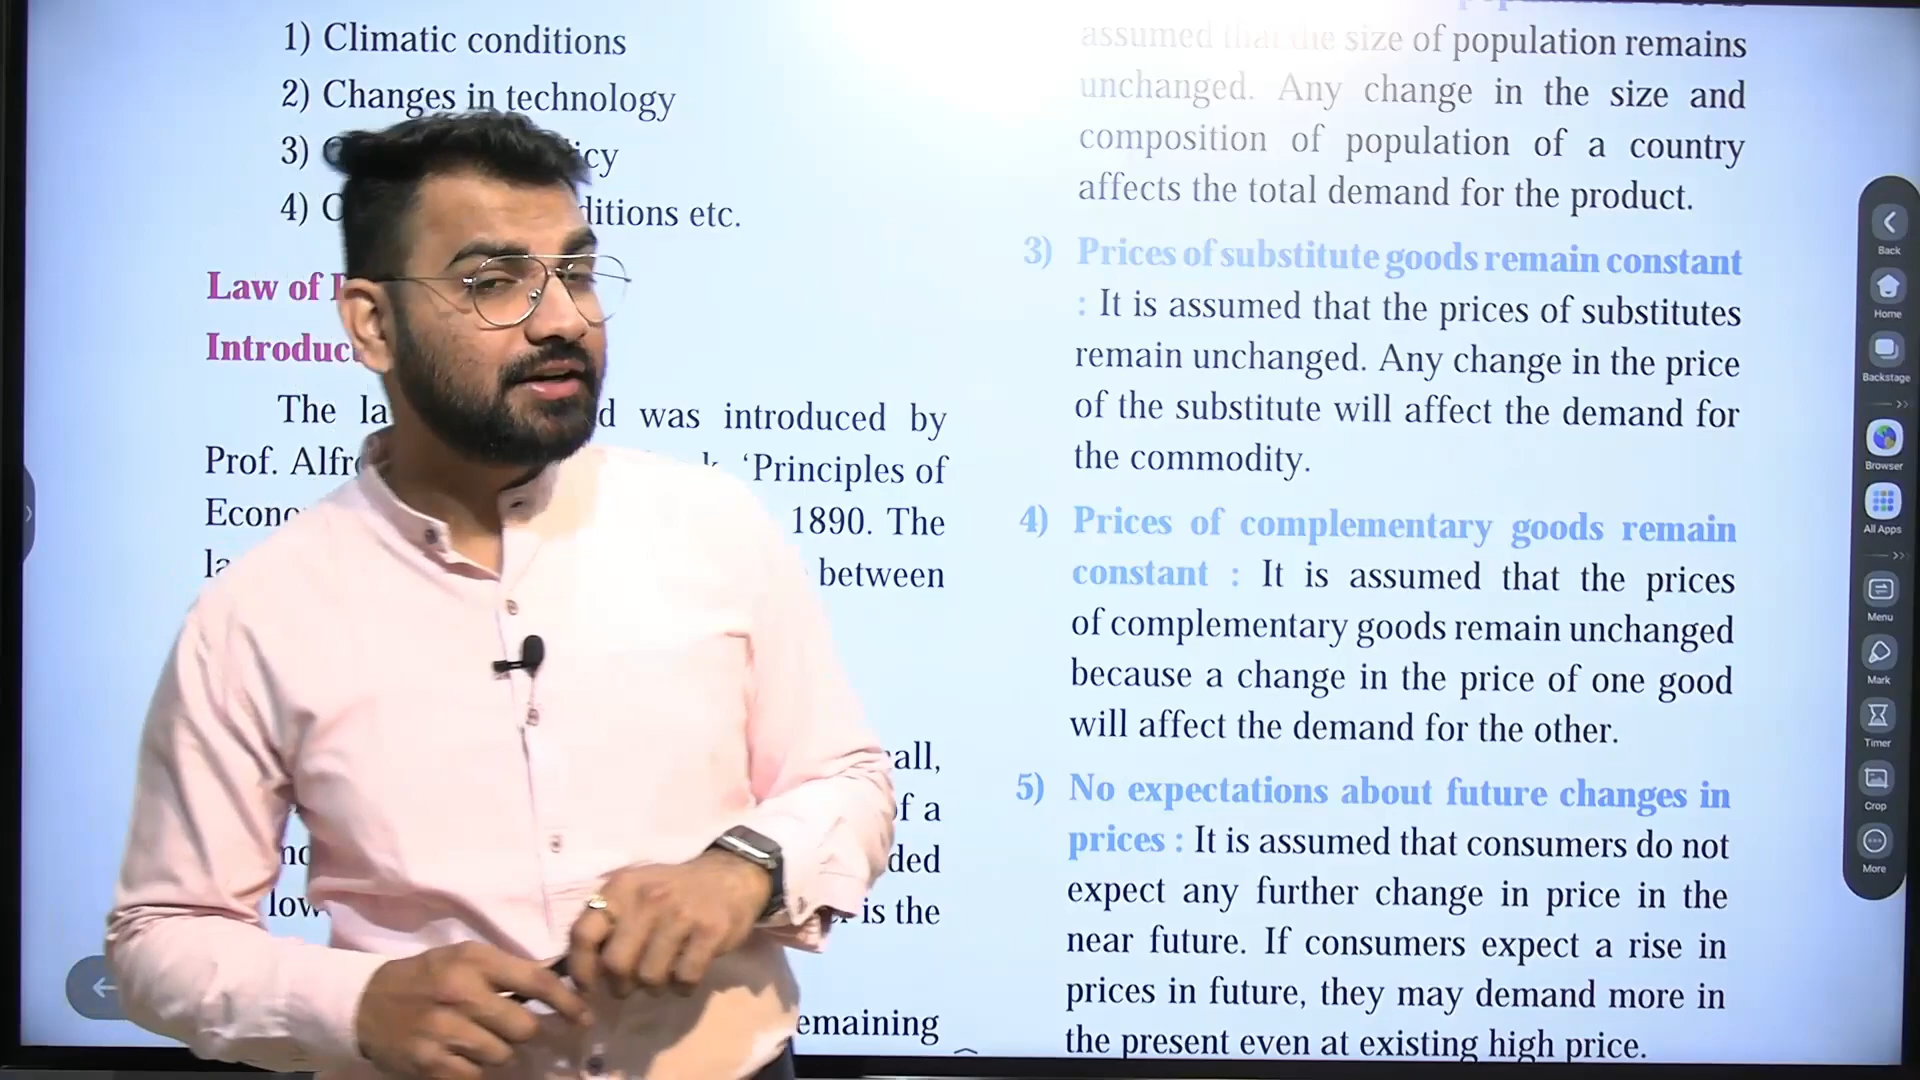 1) Climatic conditions
2) Changes in technology
3)
4)
etc.
Law of
The was introduced by
Prof. ‘Principles of
1890. The
between
of a
is the
assumed that the size of population remains
unchanged. Any change in the size and
composition of population of a country
affects the total demand for the product.
3) Prices of substitute goods remain constant
: It is assumed that the prices of substitutes
remain unchanged. Any change in the price
of the substitute will affect the demand for
the commodity.
4) Prices of complementary goods remain
constant : It is assumed that the prices
of complementary goods remain unchanged
because a change in the price of one good
will affect the demand for the other.
5) No expectations about future changes in
prices : It is assumed that consumers do not
expect any further change in price in the
near future. If consumers expect a rise in
prices in future, they may demand more in
the present even at existing high price.
Back
Home
Backstage
Browser
All Apps
Menu
Mark
Timer
Crop
More